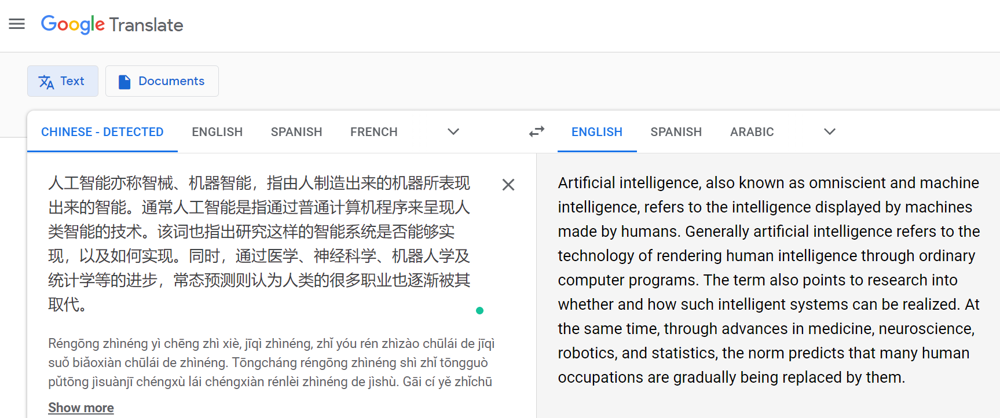 Google Translate
Text
Documents
CHINESE - DETECTED
ENGLISH
SPANISH
FRENCH
ENGLISH
SPANISH
ARABIC
人工智能亦称智械、机器智能，指由人制造出来的机器所表现
出来的智能。通常人工智能是指通过普通计算机程序来呈现人
类智能的技术。该词也指出研究这样的智能系统是否能够实
现，以及如何实现。同时，通过医学、神经科学、机器人学及
统计学等的进步，常态预测则认为人类的很多职业也逐渐被其
取代。
Réngōng zhìnéng yì chēng zhì xiè, jīqì zhìnéng, zhǐ yóu rén zhìzào chūlái de jīqì
suǒ biǎoxiàn chūlái de zhìnéng. Tōngcháng réngōng zhìnéng shì zhǐ tōngguò
pǔtōng jìsuànjī chéngxù lái chéngxiàn rénlèi zhìnéng de jìshù. Gāi cí yě zhǐchū
Show more
Artificial intelligence, also known as omniscient and machine
intelligence, refers to the intelligence displayed by machines
made by humans. Generally artificial intelligence refers to the
technology of rendering human intelligence through ordinary
computer programs. The term also points to research into
whether and how such intelligent systems can be realized. At
the same time, through advances in medicine, neuroscience,
robotics, and statistics, the norm predicts that many human
occupations are gradually being replaced by them.